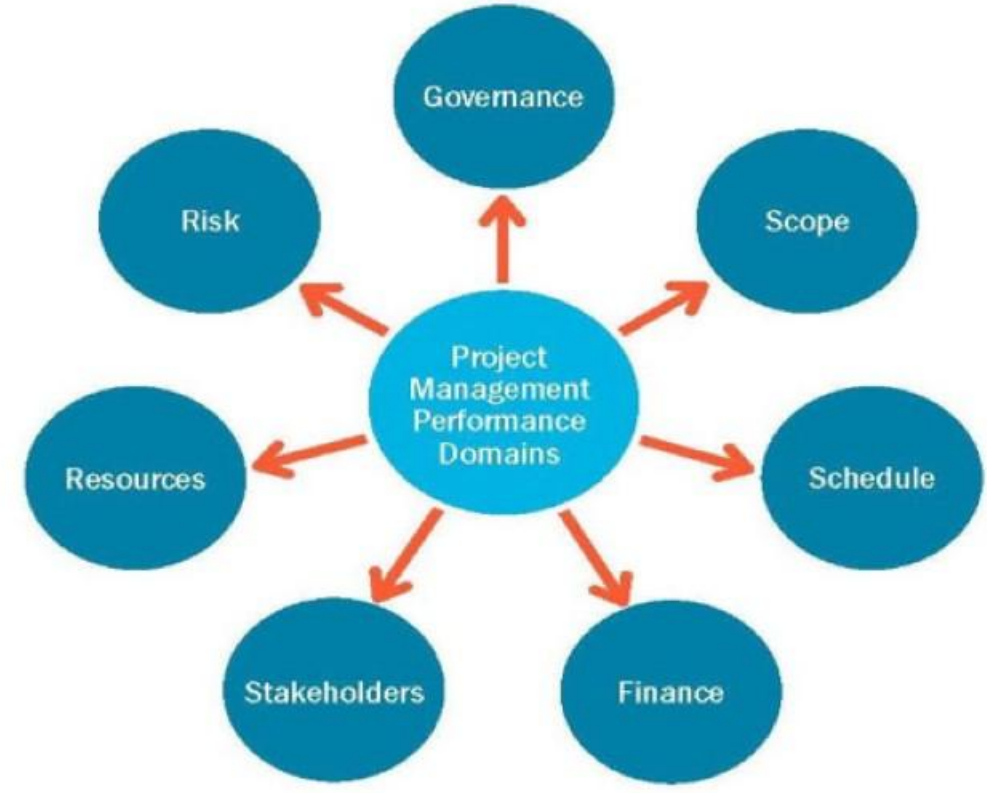 Governance
Risk
Scope
Project
Management
Performance
Domains
Resources
Schedule
Stakeholders
Finance